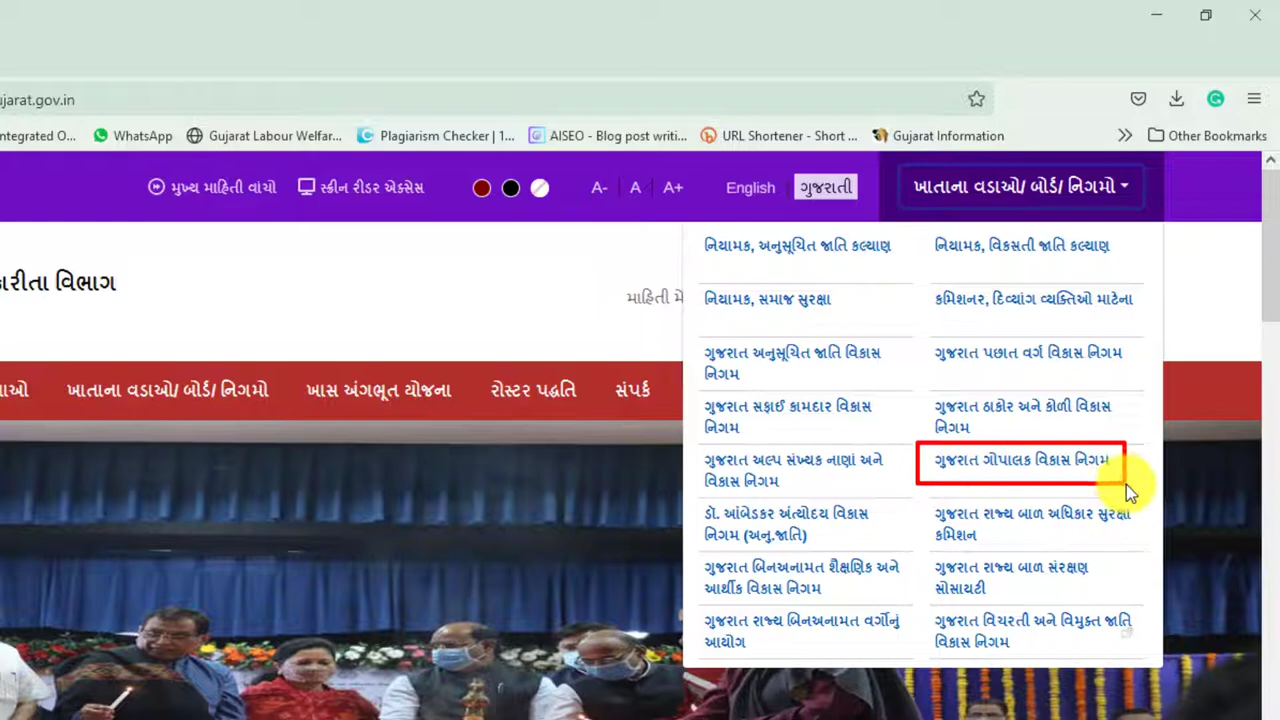 jarat.gov.in
ntegrated O... WhatsApp Gujarat Labour Welfar... Plagiarism Checker | 1... AISEO - Blog post writi... URL Shortener - Short ... Gujarat Information Other Bookmarks
મુખ્ય માહિતી વાંચો સ્ક્રીન રીડર એક્સેસ A- A A+ English ગુજરાતી ખાતાના વડાઓ/ બોર્ડ/ નિગમો
નિયામક, અનુસૂચિત જાતિ કલ્યાણ નિયામક, વિકસતી જાતિ કલ્યાણ
કારીતા વિભાગ
માહિતી મે નિયામક, સમાજ સુરક્ષા કમિશનર, દિવ્યાંગ વ્યક્તિઓ માટેના
ગુજરાત અનુસૂચિત જાતિ વિકાસ
નિગમ
ગુજરાત પછાત વર્ગ વિકાસ નિગમ
ાઓ ખાતાના વડાઓ/ બોર્ડ/ નિગમો ખાસ અંગભૂત યોજના રોસ્ટર પદ્ધતિ સંપર્ક
ગુજરાત સફાઈ કામદાર વિકાસ
નિગમ
ગુજરાત ઠાકોર અને કોળી વિકાસ
નિગમ
ગુજરાત અલ્પ સંખ્યક નાણાં અને
વિકાસ નિગમ
ગુજરાત ગોપાલક વિકાસ નિગમ
ડૉ. આંબેડકર અંત્યોદય વિકાસ
નિગમ (અનુ.જાતિ)
ગુજરાત રાજ્ય બાળ અધિકાર સુરક્ષા
કમિશન
ગુજરાત બિનઅનામત શૈક્ષણિક અને
આર્થીક વિકાસ નિગમ
ગુજરાત રાજ્ય બાળ સંરક્ષણ
સોસાયટી
ગુજરાત રાજ્ય બિનઅનામત વર્ગોનું
આયોગ
ગુજરાત વિચરતી અને વિમુક્ત જાતિ
વિકાસ નિગમ